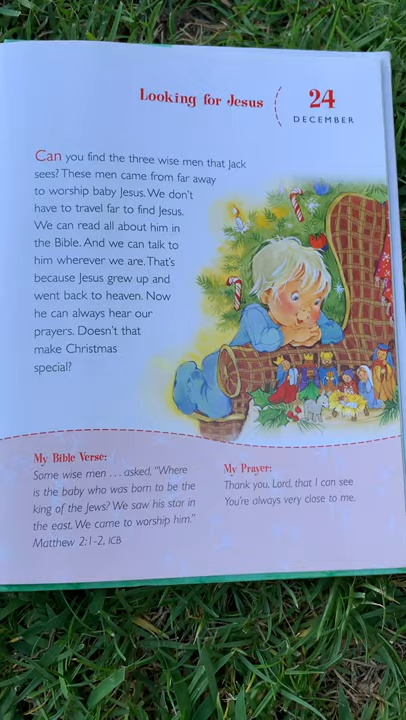 Looking for Jesus
24
DECEMBER
Can you find the three wise men that Jack
sees? These men came from far away
to worship baby Jesus. We don't
have to travel far to find Jesus.
We can read all about him in
the Bible. And we can talk to
him wherever we are. That's
because Jesus grew up and
went back to heaven. Now
he can always hear our
prayers. Doesn't that
make Christmas
special?
My Bible Verse:
Some wise men . . . asked, "Where
is the baby who was born to be the
king of the Jews? We saw his star in
the east. We came to worship him."
Matthew 2:1-2, ICB
My Prayer:
Thank you, Lord, that I can see
You're always very close to me.